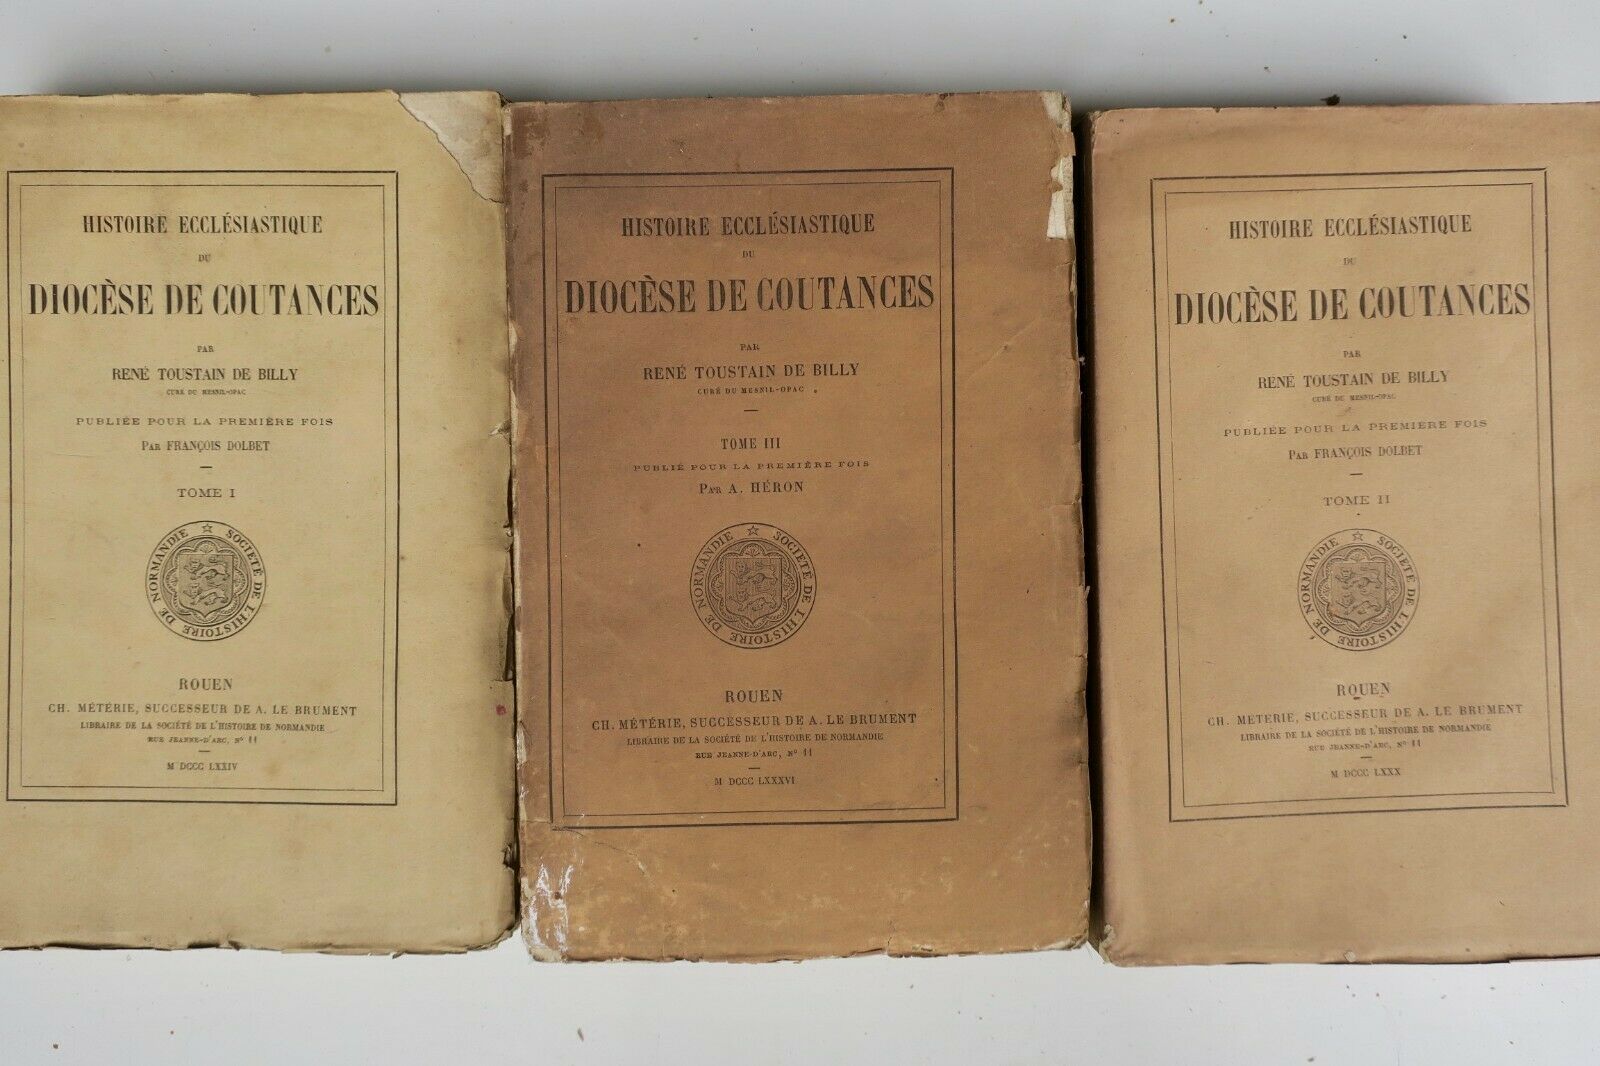 HISTOIRE ECCLÉSIASTIQUE
DU
DIOCÈSE DE COUTANCES
PAR
RENÉ TOUSTAIN DE BILLY
CURÉ DU MESNIL-OPAC
PUBLIÉE POUR LA PREMIÈRE FOIS
PAR FRANÇOIS DOLBET
TOME I
SOCIÉTÉ DE L'HISTOIRE DE NORMANDIE
ROUEN
CH. MÉTÉRIE, SUCCESSEUR DE A. LE BRUMENT
LIBRAIRE DE LA SOCIÉTÉ DE L'HISTOIRE DE NORMANDIE
RUE JEANNE-D'ARC, Nº 11
M DCCC LXXIV
HISTOIRE ECCLÉSIASTIQUE
DU
DIOCÈSE DE COUTANCES
PAR
RENÉ TOUSTAIN DE BILLY
CURÉ DU MESNIL-OPAC
TOME III
PUBLIÉ POUR LA PREMIÈRE FOIS
PAR A. HÉRON
SOCIÉTÉ DE L'HISTOIRE DE NORMANDIE
ROUEN
CH. MÉTÉRIE, SUCCESSEUR DE A. LE BRUMENT
LIBRAIRE DE LA SOCIÉTÉ DE L'HISTOIRE DE NORMANDIE
RUE JEANNE-D'ARC, Nº 11
M DCCC LXXXVI
HISTOIRE ECCLÉSIASTIQUE
DU
DIOCÈSE DE COUTANCES
PAR
RENÉ TOUSTAIN DE BILLY
CURÉ DU MESNIL-OPAC
PUBLIÉE POUR LA PREMIÈRE FOIS
PAR FRANÇOIS DOLBET
TOME II
SOCIÉTÉ DE L'HISTOIRE DE NORMANDIE
ROUEN
CH. MÉTÉRIE, SUCCESSEUR DE A. LE BRUMENT
LIBRAIRE DE LA SOCIÉTÉ DE L'HISTOIRE DE NORMANDIE
RUE JEANNE-D'ARC, Nº 11
M DCCC LXXX